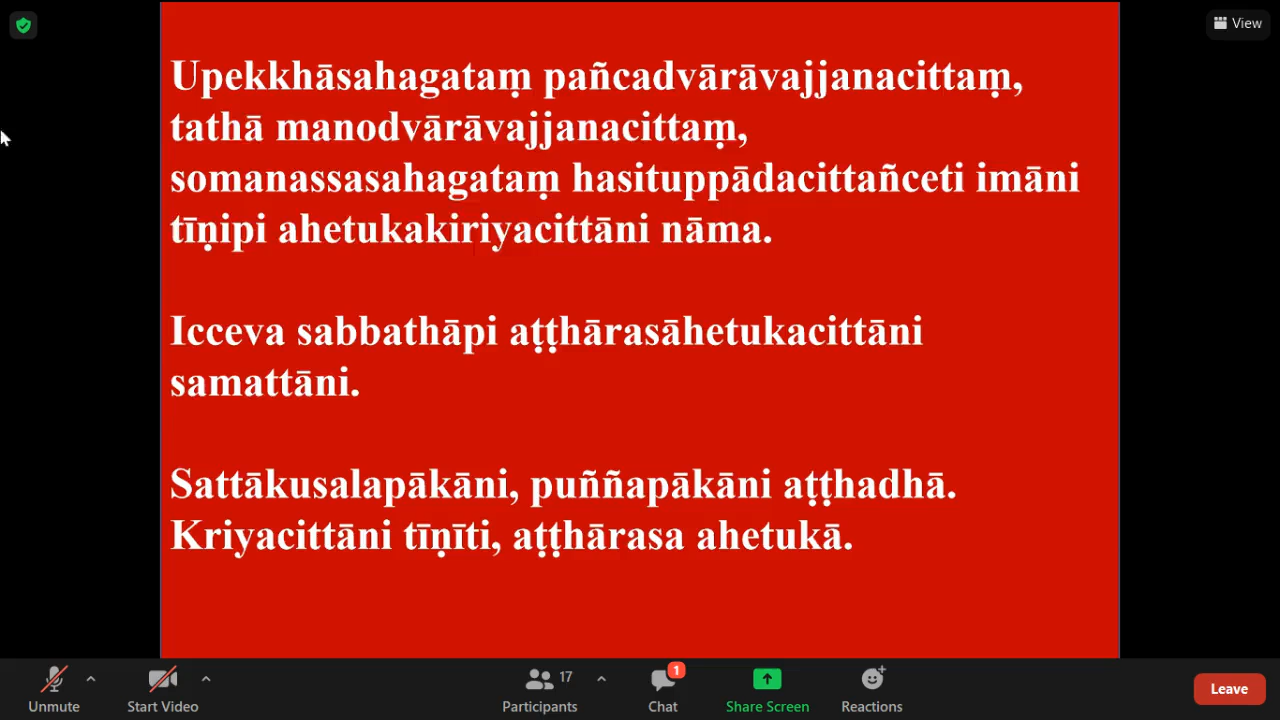 View
Upekkhāsahagataṃ pañcadvārāvajjanacittaṃ,
tathā manodvārāvajjanacittaṃ,
somanassasahagataṃ hasituppādacittañceti imāni
tīṇipi ahetukakiriyacittāni nāma.
Icceva sabbathāpi aṭṭhārasāhetukacittāni
samattāni.
Sattākusalapākāni, puññapākāni aṭṭhadhā.
Kriyacittāni tīṇīti, aṭṭhārasa ahetukā.
17
1
Unmute
Start Video
Participants
Chat
Share Screen
Reactions
Leave